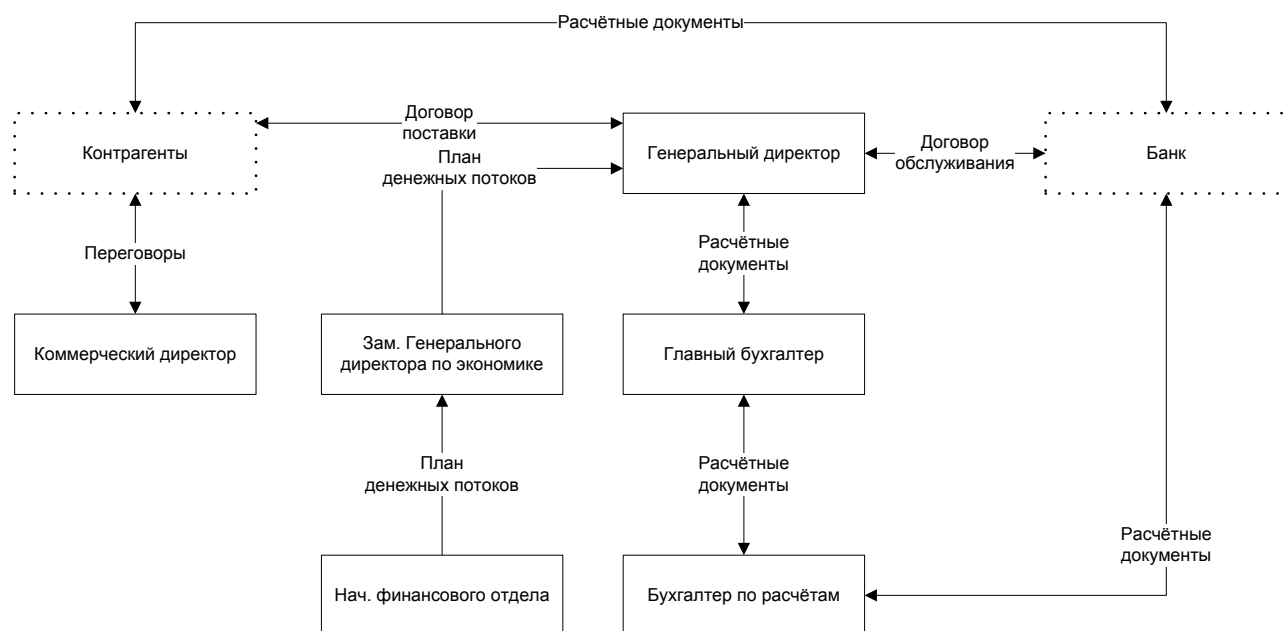 Расчётные документы
Договор
поставки
Контрагенты
Генеральный директор
Договор
обслуживания
Банк
План
денежных потоков
Переговоры
Расчётные
документы
Коммерческий директор
Зам. Генерального
директора по экономике
Главный бухгалтер
План
денежных потоков
Расчётные
документы
Расчётные
документы
Нач. финансового отдела
Бухгалтер по расчётам